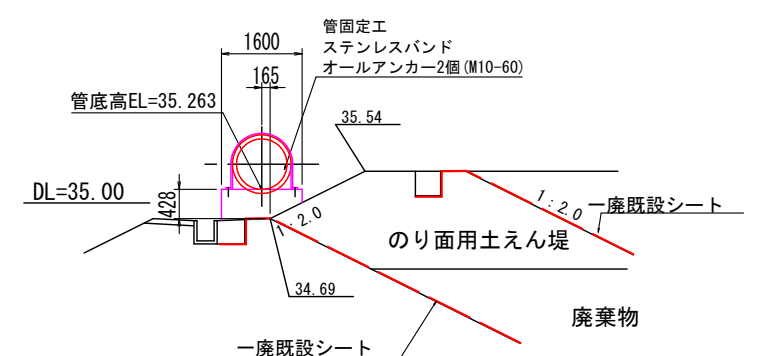 管固定工
ステンレスバンド
オールアンカー2個(M10-60)
1600
165
管底高EL=35.263
35.54
DL=35.00
428
1:2.0
1:2.0
一廃既設シート
のり面用土えん堤
34.69
廃棄物
一廃既設シート